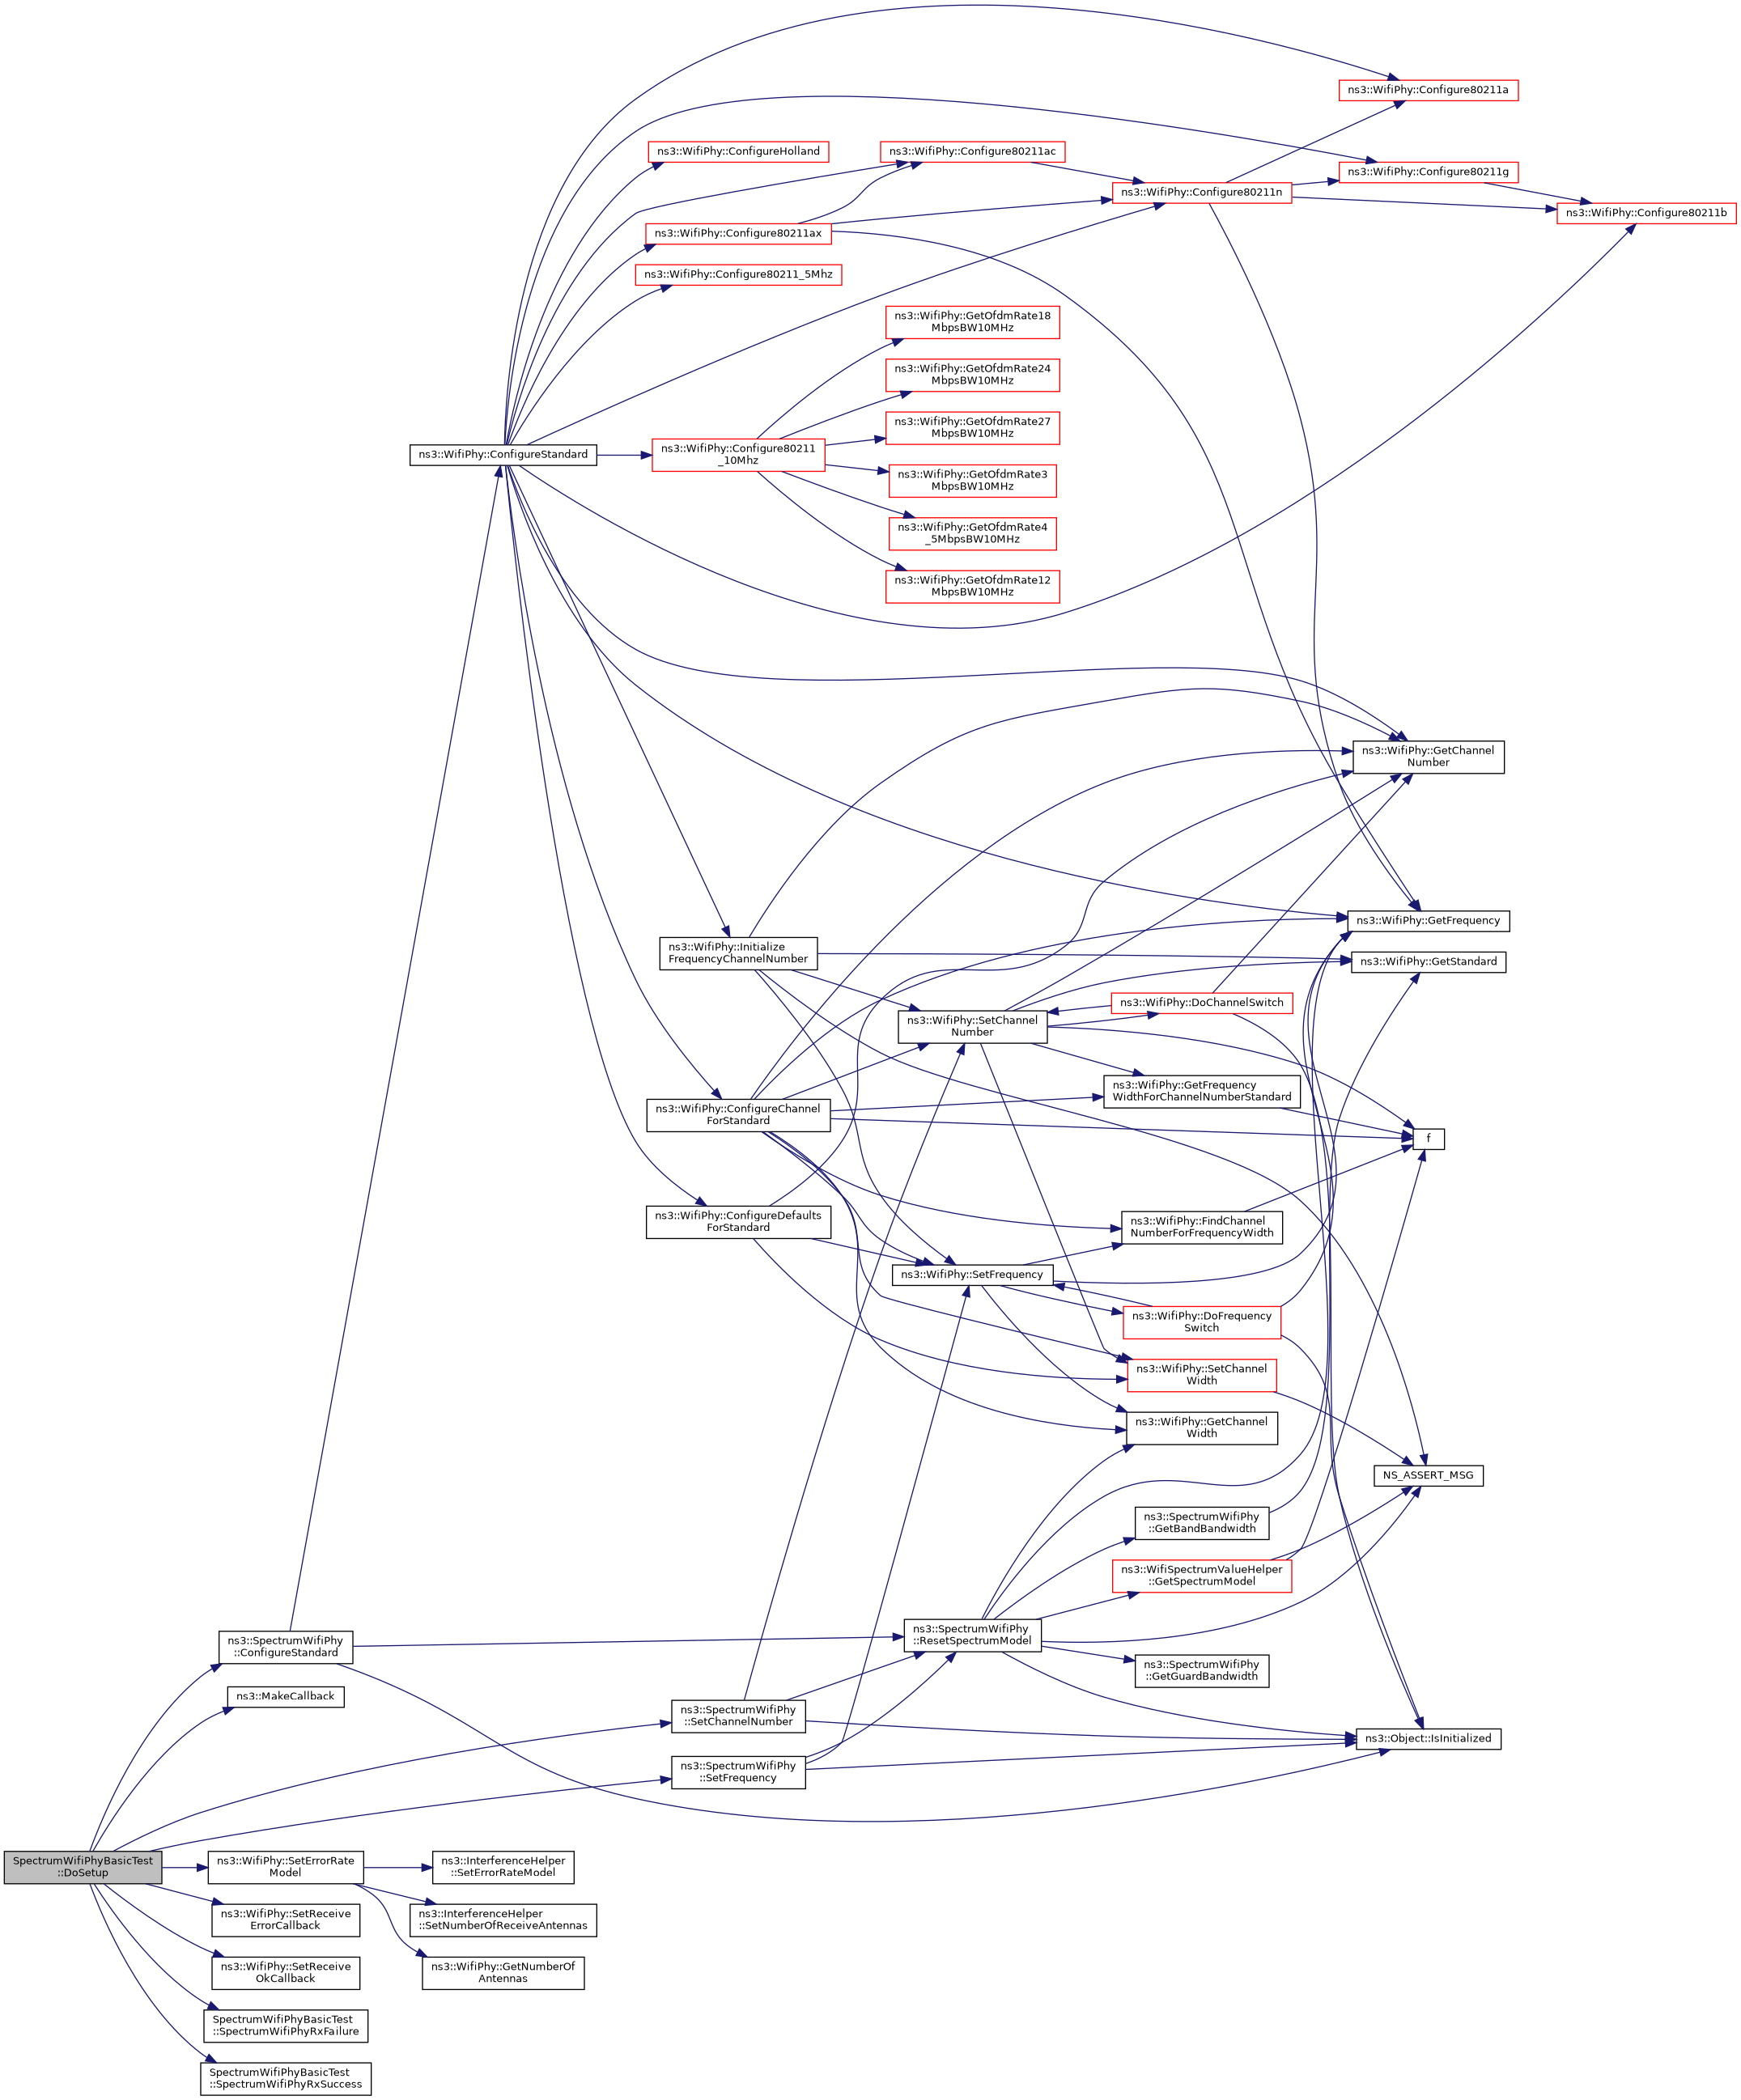 ns3::WifiPhy::Configure80211a
ns3::WifiPhy::ConfigureHolland
ns3::WifiPhy::Configure80211ac
ns3::WifiPhy::Configure80211g
ns3::WifiPhy::Configure80211n
ns3::WifiPhy::Configure80211b
ns3::WifiPhy::Configure80211ax
ns3::WifiPhy::Configure80211_5Mhz
ns3::WifiPhy::GetOfdmRate18
MbpsBW10MHz
ns3::WifiPhy::GetOfdmRate24
MbpsBW10MHz
ns3::WifiPhy::GetOfdmRate27
MbpsBW10MHz
ns3::WifiPhy::ConfigureStandard
ns3::WifiPhy::Configure80211
_10Mhz
ns3::WifiPhy::GetOfdmRate3
MbpsBW10MHz
ns3::WifiPhy::GetOfdmRate4
_5MbpsBW10MHz
ns3::WifiPhy::GetOfdmRate12
MbpsBW10MHz
ns3::WifiPhy::GetChannel
Number
ns3::WifiPhy::GetFrequency
ns3::WifiPhy::Initialize
FrequencyChannelNumber
ns3::WifiPhy::GetStandard
ns3::WifiPhy::DoChannelSwitch
ns3::WifiPhy::SetChannel
Number
ns3::WifiPhy::GetFrequency
WidthForChannelNumberStandard
ns3::WifiPhy::ConfigureChannel
ForStandard
f
ns3::WifiPhy::ConfigureDefaults
ForStandard
ns3::WifiPhy::FindChannel
NumberForFrequencyWidth
ns3::WifiPhy::SetFrequency
ns3::WifiPhy::DoFrequency
Switch
ns3::WifiPhy::SetChannel
Width
ns3::WifiPhy::GetChannel
Width
NS_ASSERT_MSG
ns3::SpectrumWifiPhy
::GetBandBandwidth
ns3::WifiSpectrumValueHelper
::GetSpectrumModel
ns3::SpectrumWifiPhy
::ConfigureStandard
ns3::SpectrumWifiPhy
::ResetSpectrumModel
ns3::SpectrumWifiPhy
::GetGuardBandwidth
ns3::MakeCallback
ns3::SpectrumWifiPhy
::SetChannelNumber
ns3::Object::IsInitialized
ns3::SpectrumWifiPhy
::SetFrequency
SpectrumWifiPhyBasicTest
::DoSetup
ns3::WifiPhy::SetErrorRate
Model
ns3::InterferenceHelper
::SetErrorRateModel
ns3::WifiPhy::SetReceive
ErrorCallback
ns3::InterferenceHelper
::SetNumberOfReceiveAntennas
ns3::WifiPhy::SetReceive
OkCallback
ns3::WifiPhy::GetNumberOf
Antennas
SpectrumWifiPhyBasicTest
::SpectrumWifiPhyRxFailure
SpectrumWifiPhyBasicTest
::SpectrumWifiPhyRxSuccess